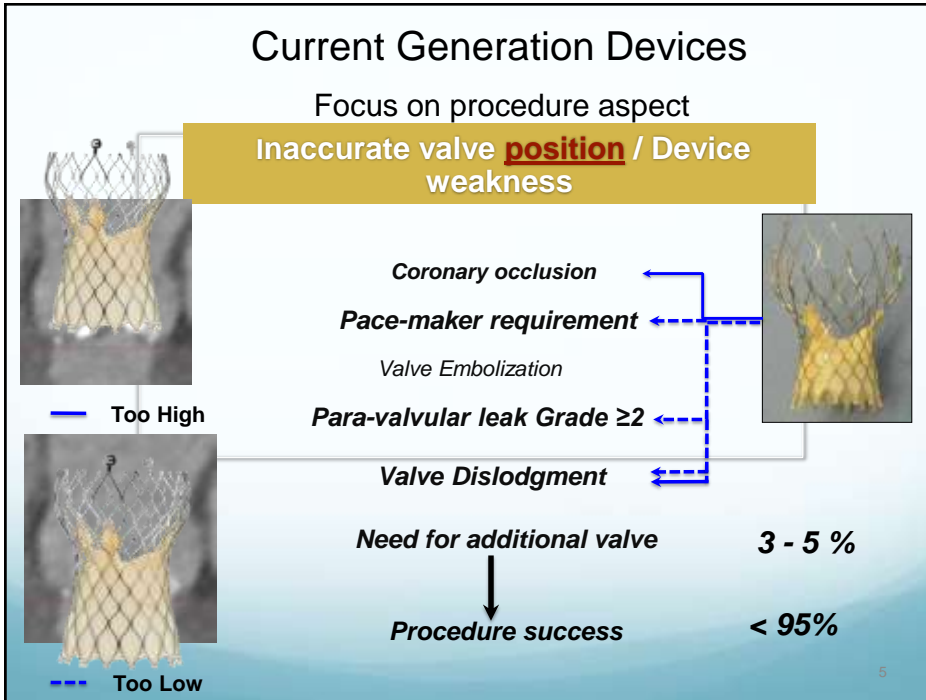 Current Generation Devices
Focus on procedure aspect
Inaccurate valve position / Device
weakness
Coronary occlusion
Pace-maker requirement
Valve Embolization
Too High
Para-valvular leak Grade ≥2
Valve Dislodgment
Need for additional valve
3 - 5 %
Procedure success
< 95%
Too Low
5